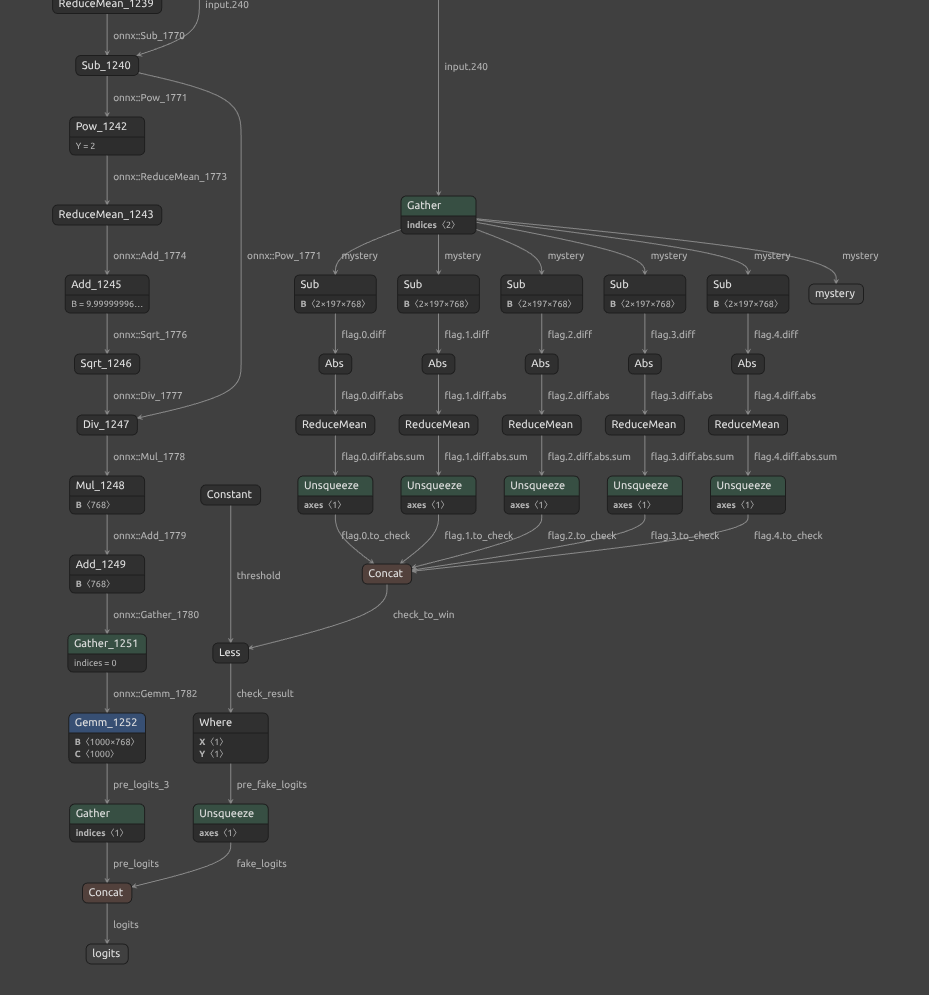 ReduceMean_1239
input.240
onnx::Sub_1770
Sub_1240
input.240
onnx::Pow_1771
Pow_1242
Y = 2
onnx::ReduceMean_1773
Gather
indices 〈2〉
ReduceMean_1243
onnx::Add_1774
onnx::Pow_1771
mystery
mystery
mystery
mystery
mystery
mystery
Add_1245
B = 9.99999996...
Sub
B 〈2×197×768〉
Sub
B 〈2×197×768〉
Sub
B 〈2×197×768〉
Sub
B 〈2×197×768〉
Sub
B 〈2×197×768〉
mystery
onnx::Sqrt_1776
flag.0.diff
flag.1.diff
flag.2.diff
flag.3.diff
flag.4.diff
Sqrt_1246
Abs
Abs
Abs
Abs
Abs
onnx::Div_1777
flag.0.diff.abs
flag.1.diff.abs
flag.2.diff.abs
flag.3.diff.abs
flag.4.diff.abs
Div_1247
ReduceMean
ReduceMean
ReduceMean
ReduceMean
ReduceMean
onnx::Mul_1778
flag.0.diff.abs.sum
flag.1.diff.abs.sum
flag.2.diff.abs.sum
flag.3.diff.abs.sum
flag.4.diff.abs.sum
Mul_1248
B 〈768〉
Constant
Unsqueeze
axes 〈1〉
Unsqueeze
axes 〈1〉
Unsqueeze
axes 〈1〉
Unsqueeze
axes 〈1〉
Unsqueeze
axes 〈1〉
onnx::Add_1779
flag.0.to_check
flag.1.to_check
flag.2.to_check
flag.3.to_check
flag.4.to_check
Add_1249
B 〈768〉
threshold
Concat
onnx::Gather_1780
check_to_win
Gather_1251
indices = 0
Less
onnx::Gemm_1782
check_result
Gemm_1252
B 〈1000×768〉
C 〈1000〉
Where
X 〈1〉
Y 〈1〉
pre_logits_3
pre_fake_logits
Gather
indices 〈1〉
Unsqueeze
axes 〈1〉
pre_logits
fake_logits
Concat
logits
logits